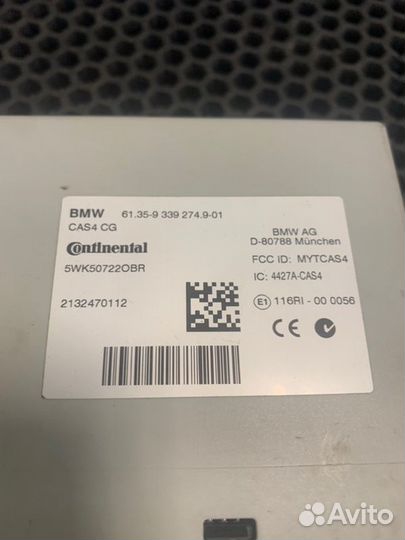 BMW 61.35-9 339 274.9-01
CAS4 CG
Continental
5WK50722OBR
2132470112
BMW AG
D-80788 München
FCC ID: MYTCAS4
IC: 4427A-CAS4
E1 116RI - 00 0056
CE
Avito